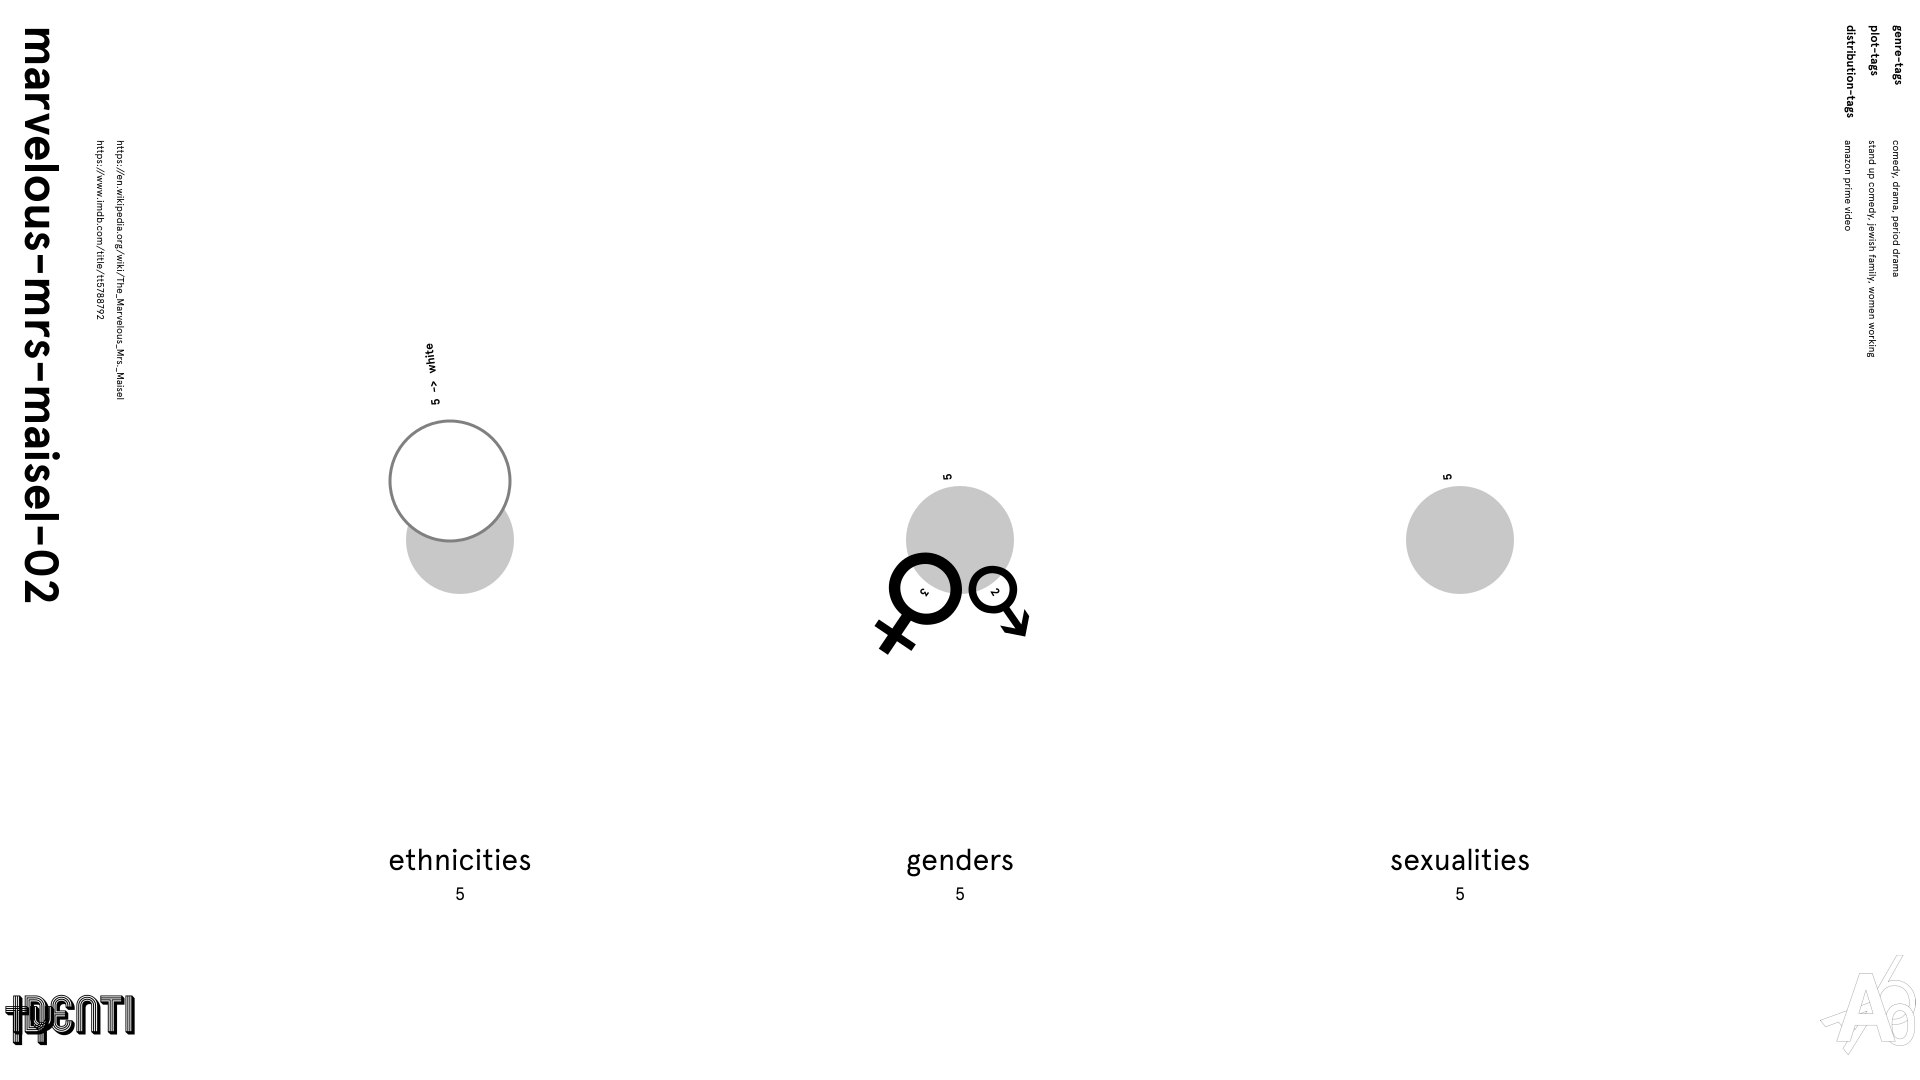 marvelous-mrs-maisel-02
https://en.wikipedia.org/wiki/The_Marvelous_Mrs._Maisel
https://www.imdb.com/title/tt5788792
genre-tags
comedy, drama, period drama
plot-tags
stand up comedy, jewish family, women working
distribution-tags
amazon prime video
5 -> white
5
3
2
5
ethnicities
5
genders
5
sexualities
5
IDENTI